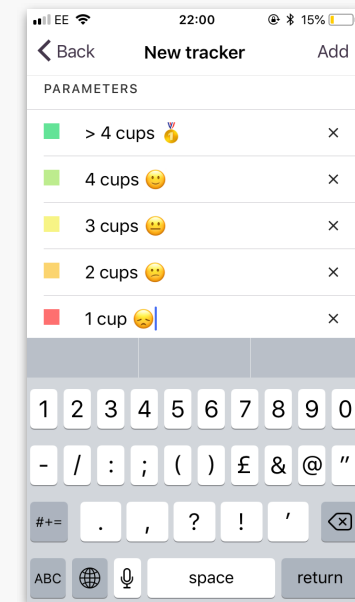 EE 22:00 15%
Back New tracker Add
PARAMETERS
> 4 cups 🥇 ×
4 cups 🙂 ×
3 cups 😐 ×
2 cups 😕 ×
1 cup 😞 ×
1 2 3 4 5 6 7 8 9 0
- / : ; ( ) £ & @ "
#+= . , ? ! '
ABC space return